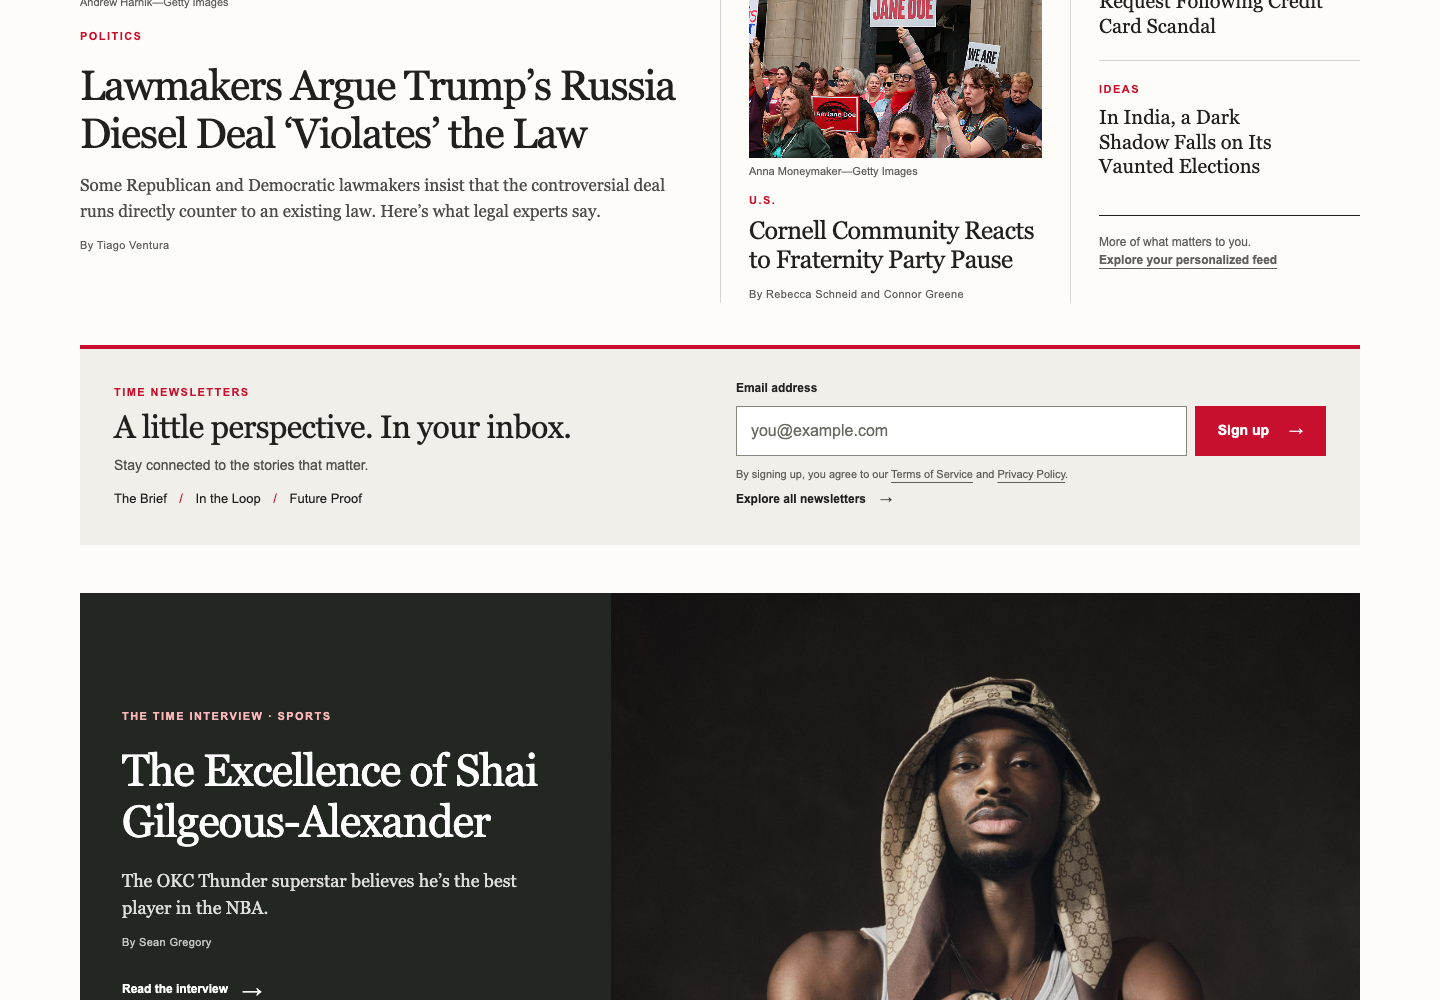 Andrew Harnik—Getty Images
POLITICS
Lawmakers Argue Trump’s Russia
Diesel Deal ‘Violates’ the Law
Some Republican and Democratic lawmakers insist that the controversial deal
runs directly counter to an existing law. Here’s what legal experts say.
By Tiago Ventura
JANE DOE
WE ARE
Anna Moneymaker—Getty Images
U.S.
Cornell Community Reacts
to Fraternity Party Pause
By Rebecca Schneid and Connor Greene
Request Following Credit
Card Scandal
IDEAS
In India, a Dark
Shadow Falls on Its
Vaunted Elections
More of what matters to you.
Explore your personalized feed
TIME NEWSLETTERS
A little perspective. In your inbox.
Stay connected to the stories that matter.
The Brief / In the Loop / Future Proof
Email address
you@example.com
Sign up →
By signing up, you agree to our Terms of Service and Privacy Policy.
Explore all newsletters →
THE TIME INTERVIEW · SPORTS
The Excellence of Shai
Gilgeous-Alexander
The OKC Thunder superstar believes he’s the best
player in the NBA.
By Sean Gregory
Read the interview →